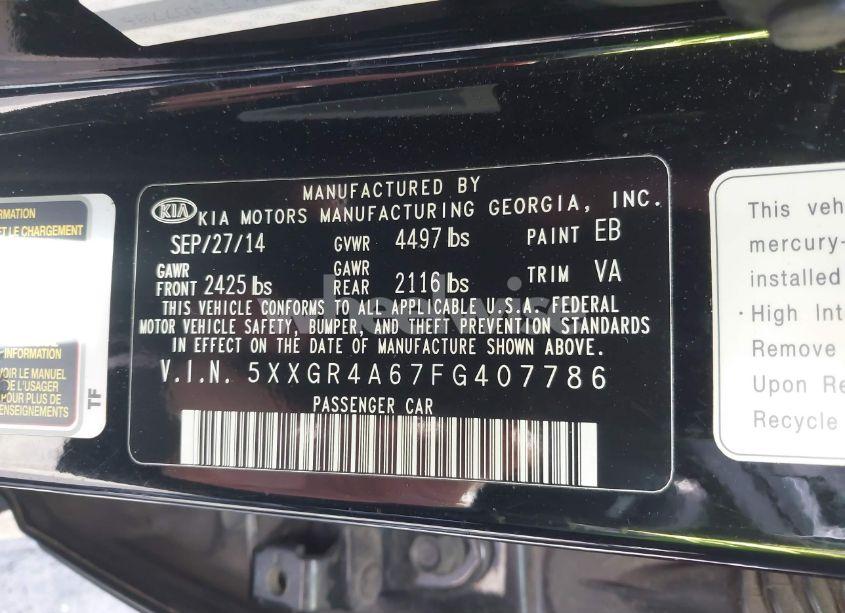 MANUFACTURED BY
KIA KIA MOTORS MANUFACTURING GEORGIA, INC.
SEP/27/14 GVWR 4497 lbs PAINT EB
GAWR FRONT 2425 lbs GAWR REAR 2116 lbs TRIM VA
THIS VEHICLE CONFORMS TO ALL APPLICABLE U.S.A. FEDERAL
MOTOR VEHICLE SAFETY, BUMPER, AND THEFT PREVENTION STANDARDS
IN EFFECT ON THE DATE OF MANUFACTURE SHOWN ABOVE.
V.I.N. 5XXGR4A67FG407786
PASSENGER CAR
ET LE CHARGEMENT
INFORMATION
VOIR LE MANUEL
DE L'USAGER
POUR PLUS DE
RENSEIGNEMENTS
TF
This veh
mercury-
installed
· High Int
Remove
Upon Re
Recycle
wheelwise